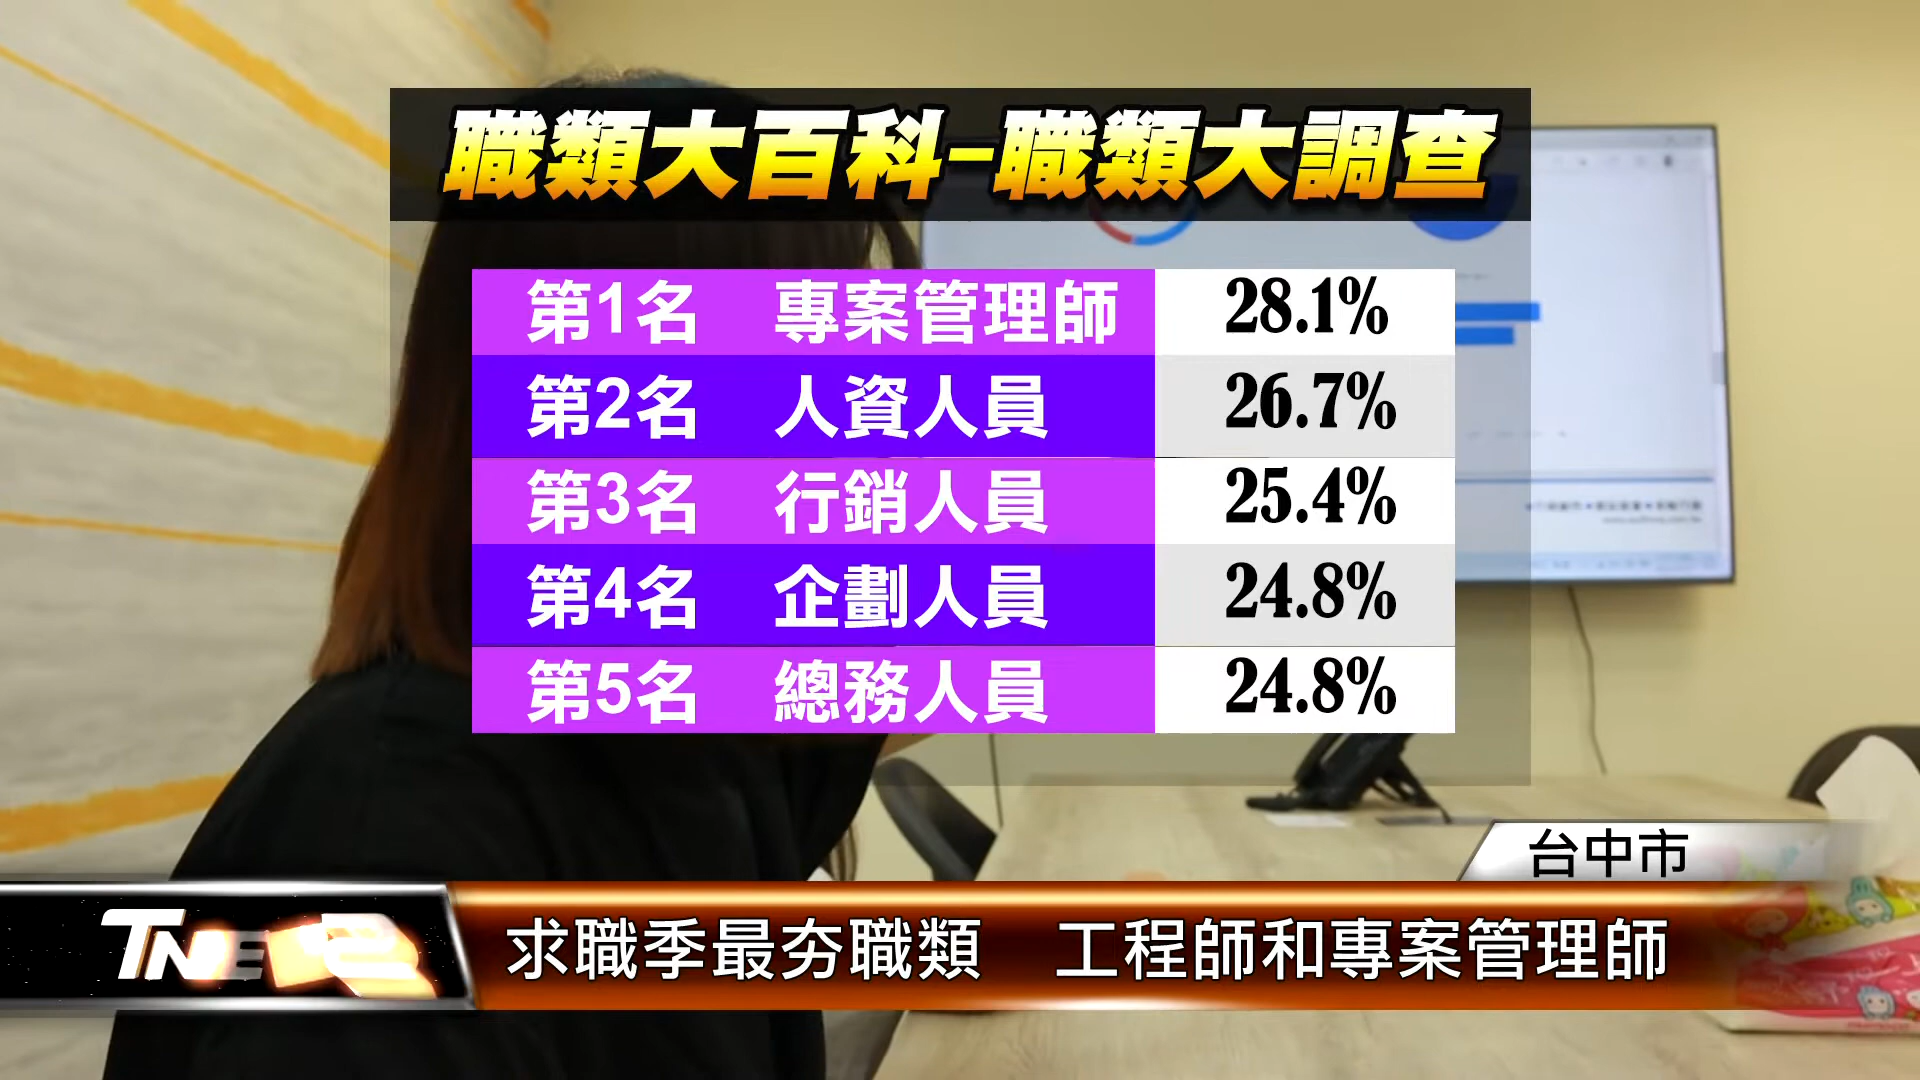 職類大百科-職類大調查
第1名 專案管理師 28.1%
第2名 人資人員 26.7%
第3名 行銷人員 25.4%
第4名 企劃人員 24.8%
第5名 總務人員 24.8%
台中市
TNEWS
求職季最夯職類 工程師和專案管理師